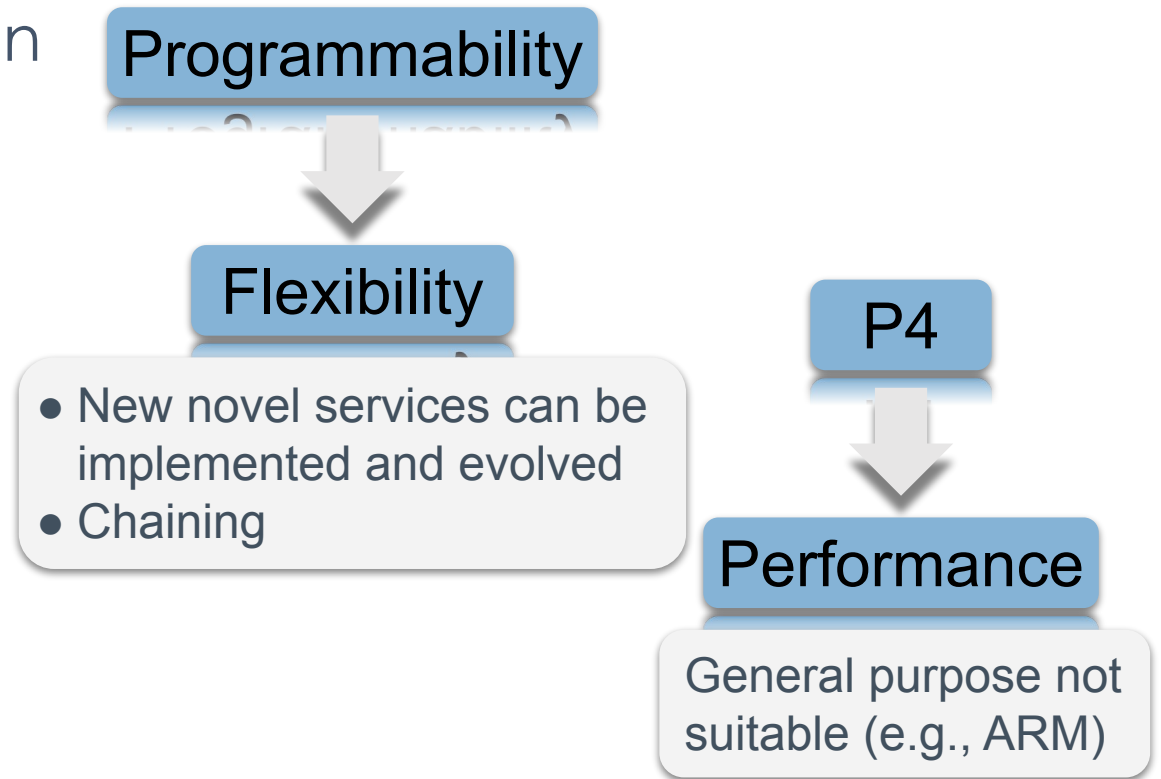 n
Programmability
Flexibility
● New novel services can be
implemented and evolved
● Chaining
P4
Performance
General purpose not
suitable (e.g., ARM)